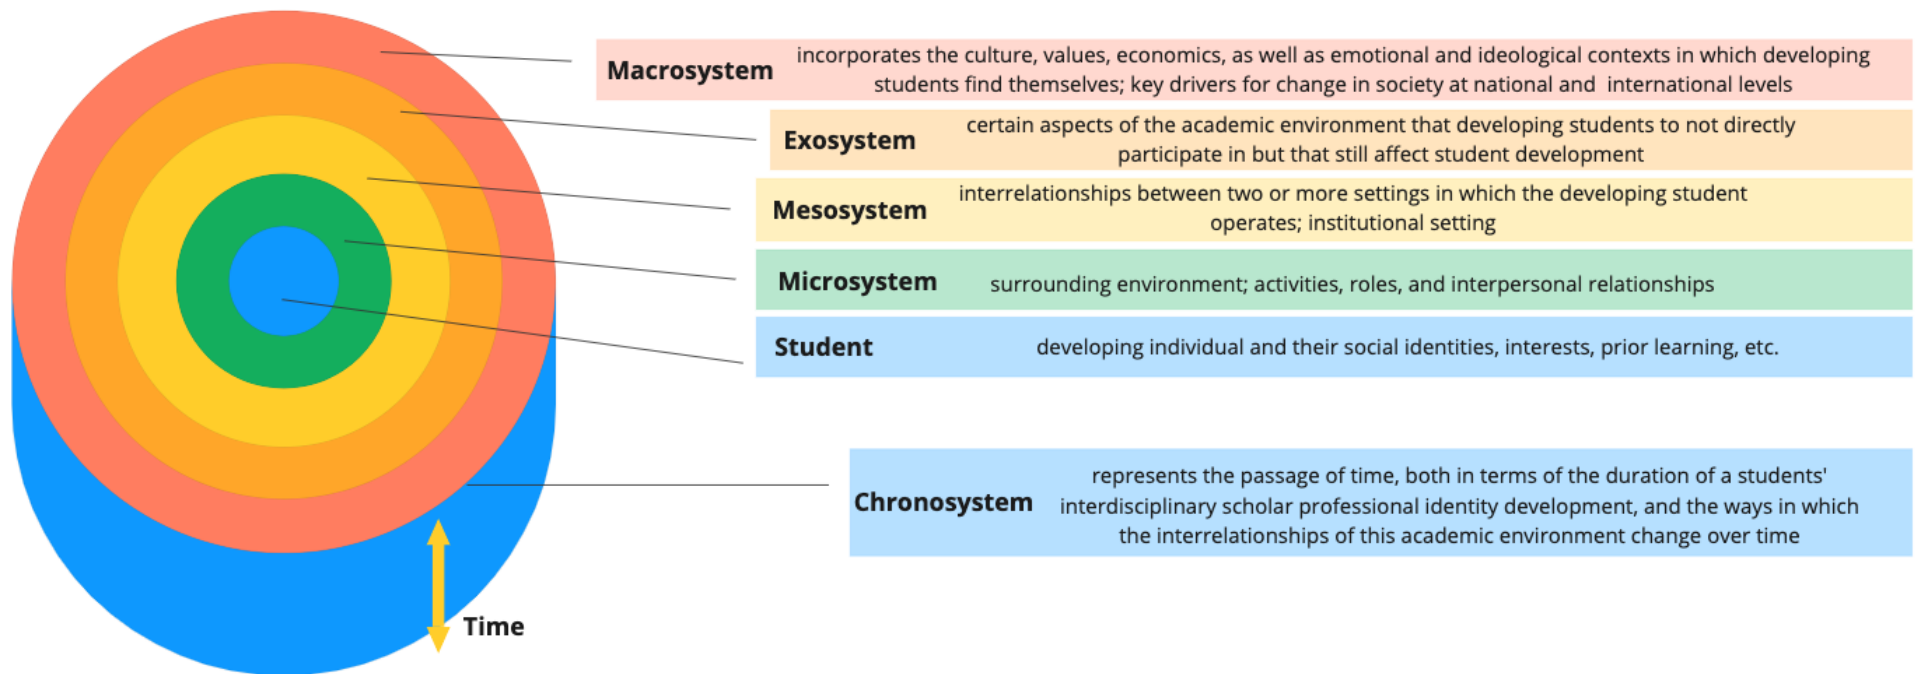 Macrosystem
incorporates the culture, values, economics, as well as emotional and ideological contexts in which developing
students find themselves; key drivers for change in society at national and international levels
Exosystem
certain aspects of the academic environment that developing students to not directly
participate in but that still affect student development
Mesosystem
interrelationships between two or more settings in which the developing student
operates; institutional setting
Microsystem
surrounding environment; activities, roles, and interpersonal relationships
Student
developing individual and their social identities, interests, prior learning, etc.
Chronosystem
represents the passage of time, both in terms of the duration of a students'
interdisciplinary scholar professional identity development, and the ways in which
the interrelationships of this academic environment change over time
Time